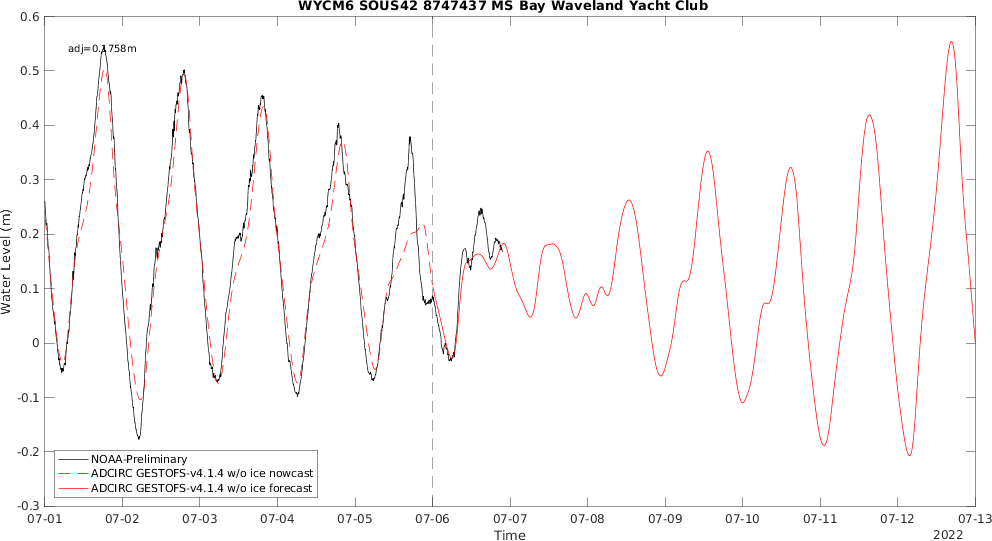 WYCM6 SOUS42 8747437 MS Bay Waveland Yacht Club
adj=0.1758m
0.6
0.5
0.4
0.3
0.2
0.1
0
-0.1
-0.2
-0.3
Water Level (m)
NOAA-Preliminary
ADCIRC GESTOFS-v4.1.4 w/o ice nowcast
ADCIRC GESTOFS-v4.1.4 w/o ice forecast
07-01 07-02 07-03 07-04 07-05 07-06 07-07 07-08 07-09 07-10 07-11 07-12 07-13
Time
2022